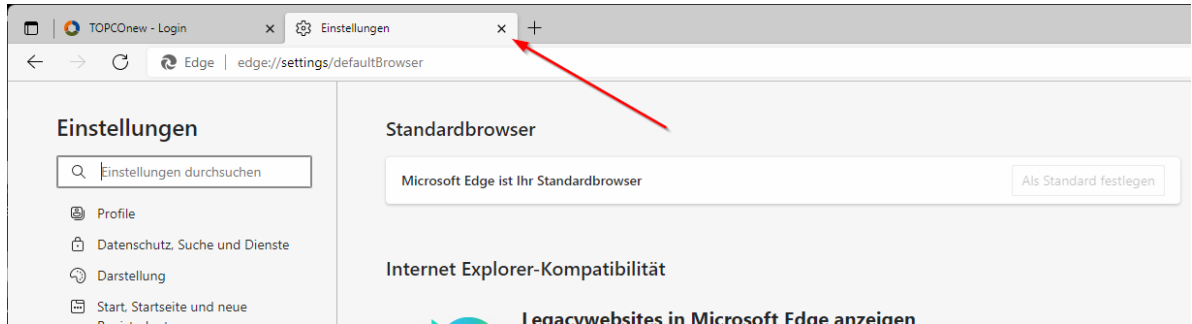 TOPCOnew - Login
Einstellungen
Edge | edge://settings/defaultBrowser
Einstellungen
Einstellungen durchsuchen
Profile
Datenschutz, Suche und Dienste
Darstellung
Start, Startseite und neue
Standardbrowser
Microsoft Edge ist Ihr Standardbrowser
Als Standard festlegen
Internet Explorer-Kompatibilität
Legacywebsites in Microsoft Edge anzeigen